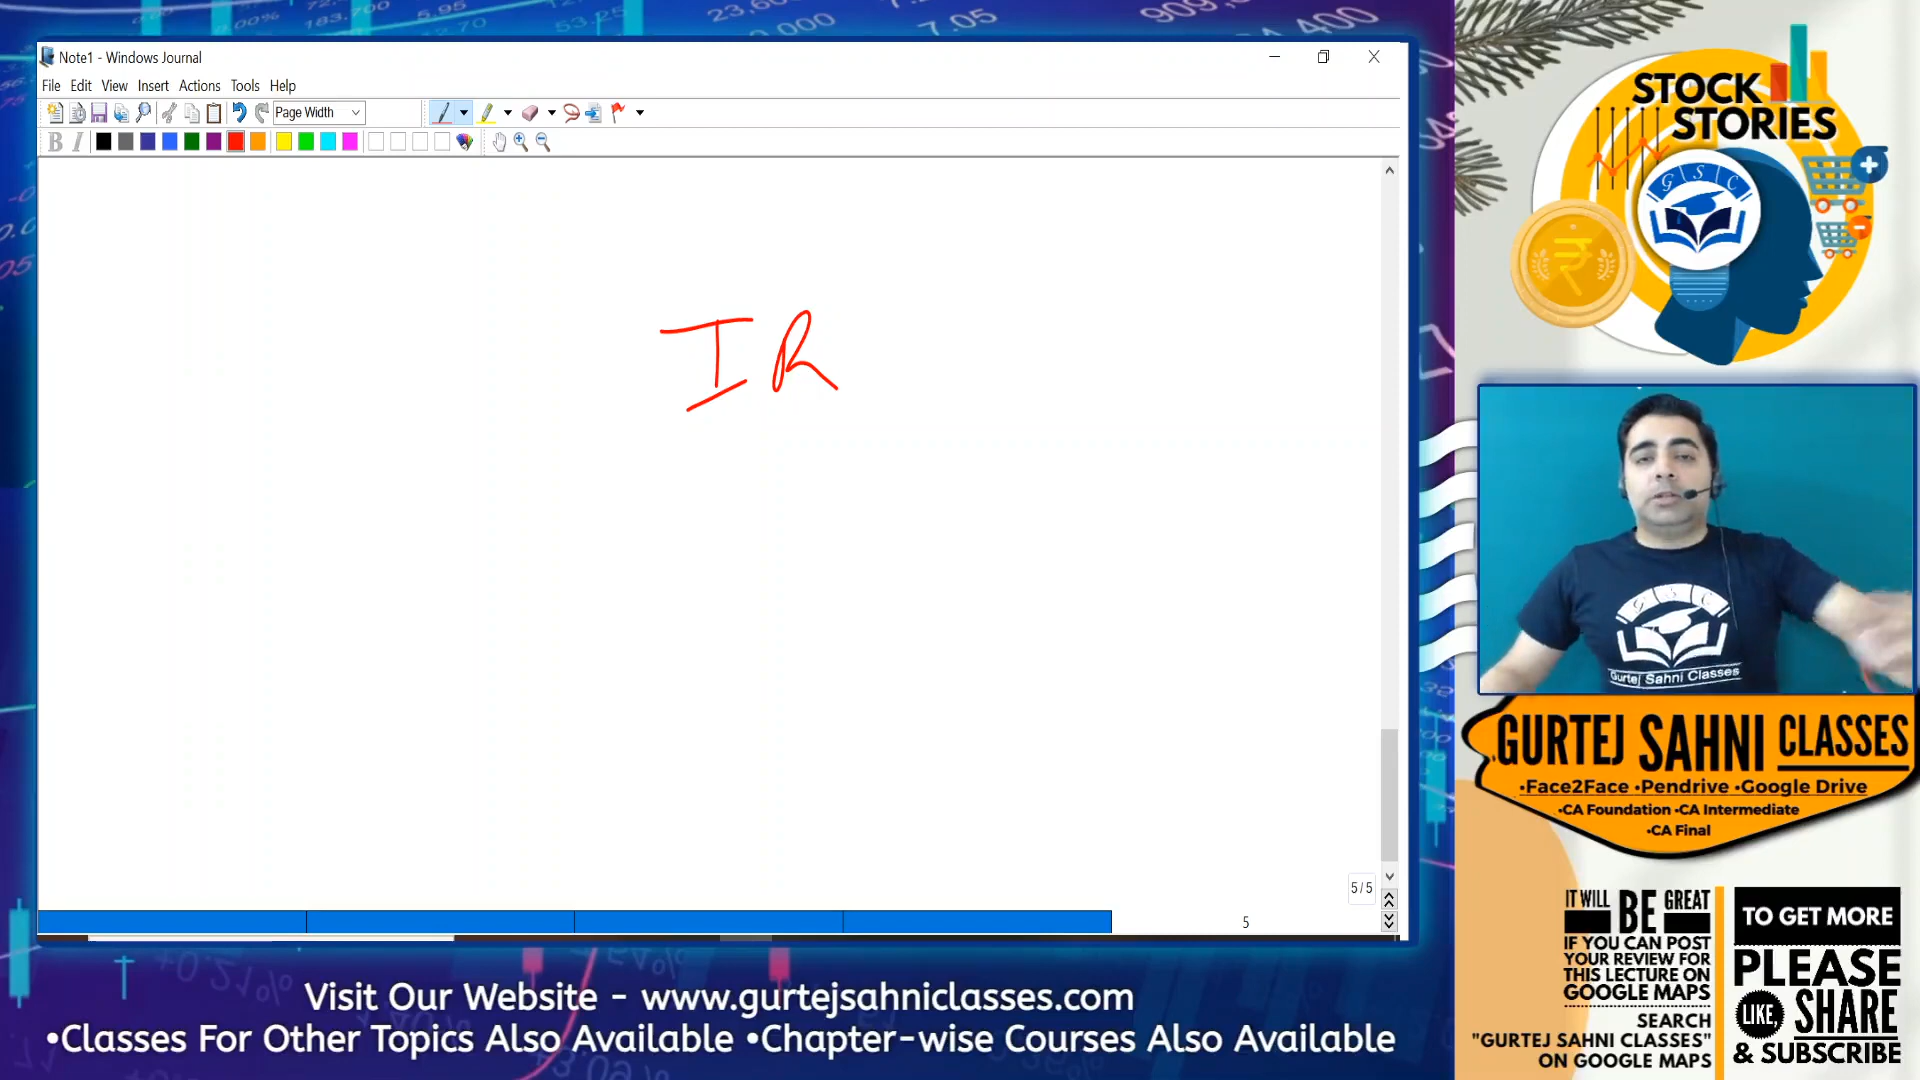 Note1 - Windows Journal
File Edit View Insert Actions Tools Help
Page Width
B I
IR
5 / 5
5
STOCK
STORIES
G S C
G S C
Gurtej Sahni Classes
GURTEJ SAHNI CLASSES
•Face2Face •Pendrive •Google Drive
•CA Foundation •CA Intermediate
•CA Final
IT WILL BE GREAT
IF YOU CAN POST
YOUR REVIEW FOR
THIS LECTURE ON
GOOGLE MAPS
SEARCH
"GURTEJ SAHNI CLASSES"
ON GOOGLE MAPS
TO GET MORE
PLEASE
LIKE, SHARE
& SUBSCRIBE
Visit Our Website - www.gurtejsahniclasses.com
•Classes For Other Topics Also Available •Chapter-wise Courses Also Available